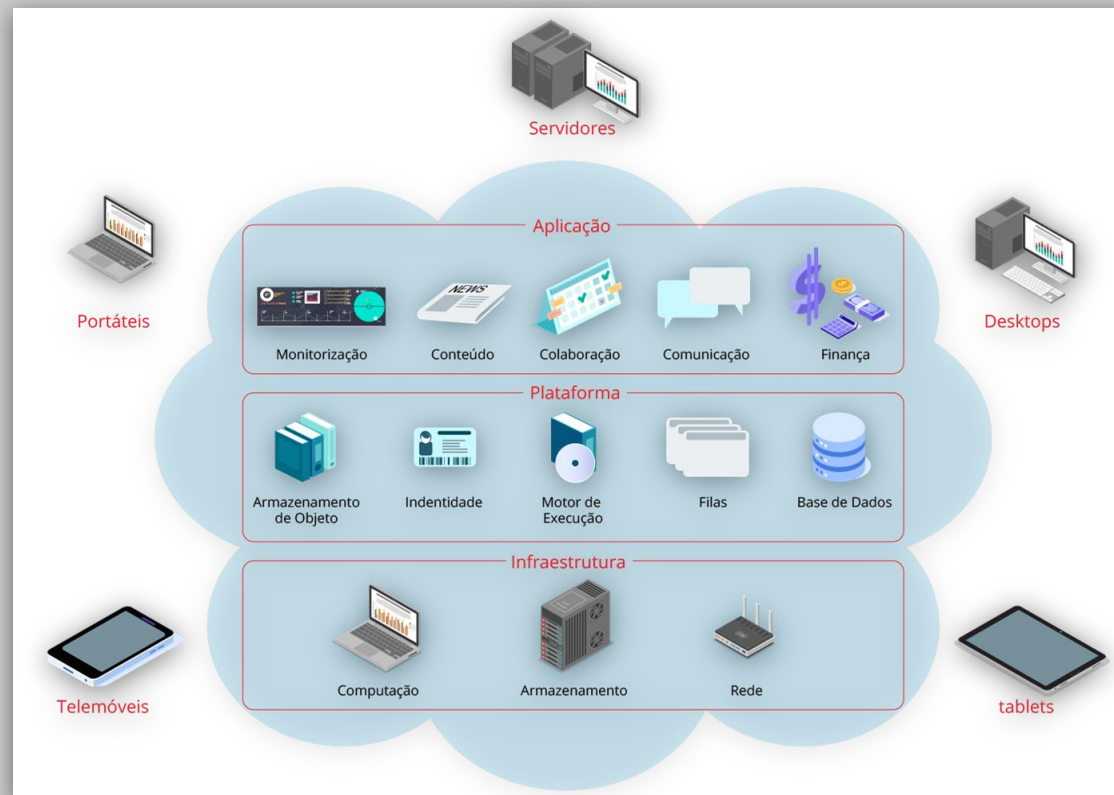 Servidores
Portáteis
Desktops
Aplicação
NEWS
Monitorização
Conteúdo
Colaboração
Comunicação
Finança
Plataforma
Armazenamento
de Objeto
Indentidade
Motor de
Execução
Filas
Base de Dados
Infraestrutura
Computação
Armazenamento
Rede
Telemóveis
tablets